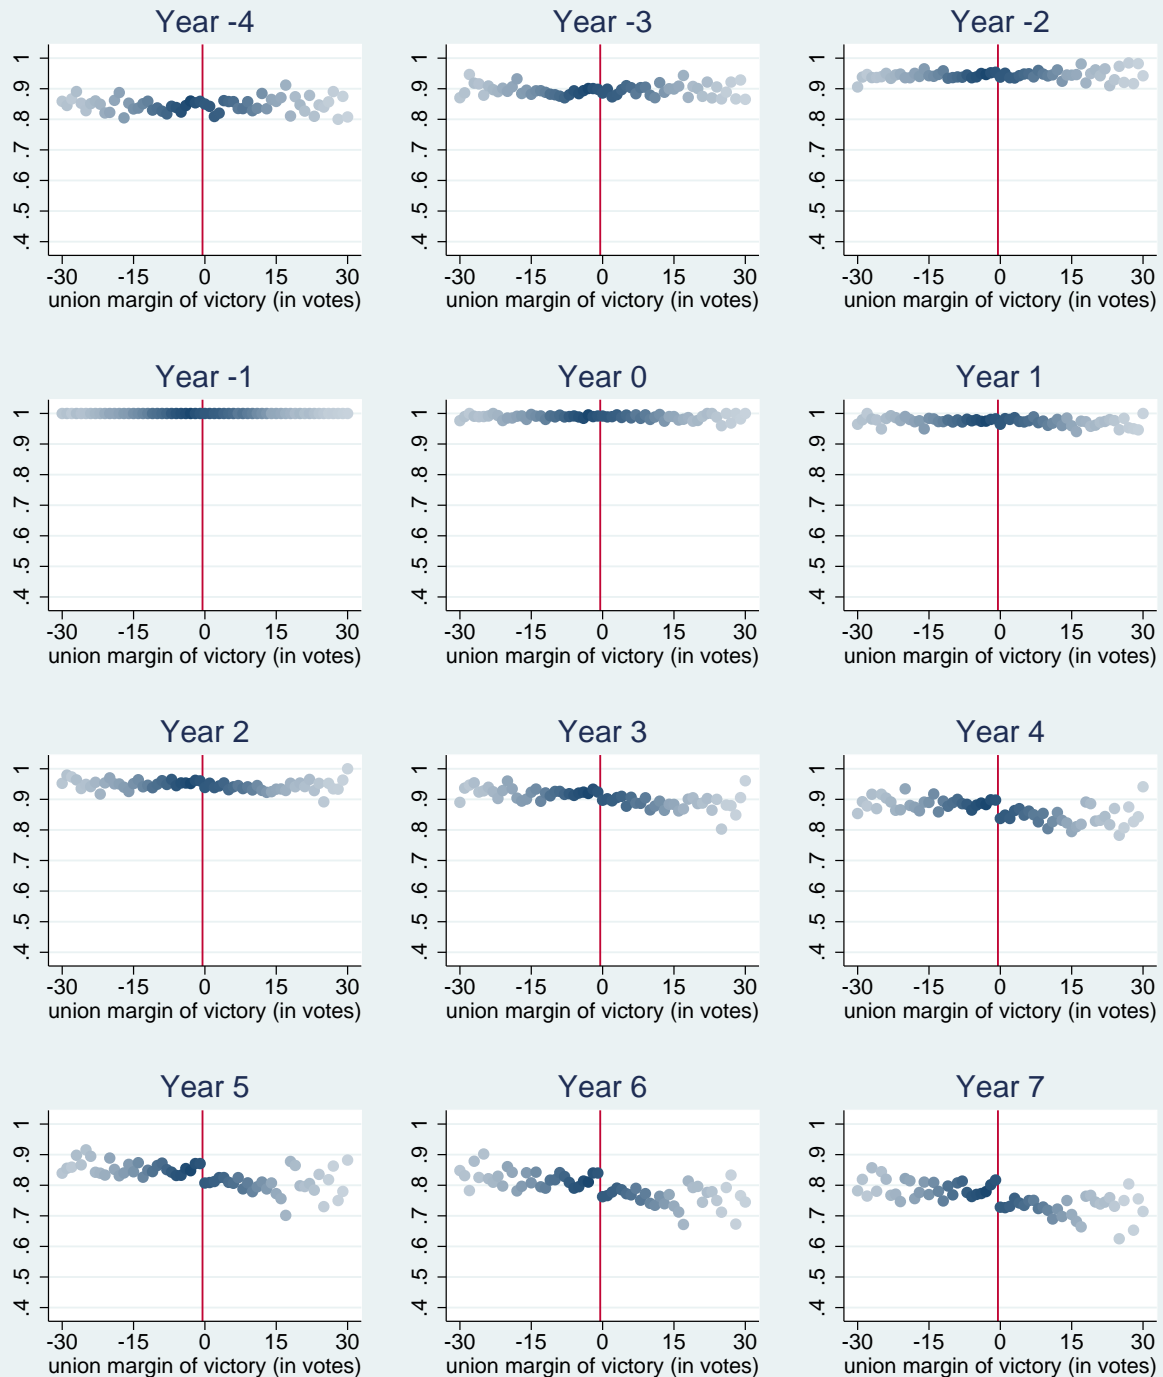 Year -4
1
.9
.8
.7
.6
.5
.4
-30 -15 0 15 30
union margin of victory (in votes)
Year -3
1
.9
.8
.7
.6
.5
.4
-30 -15 0 15 30
union margin of victory (in votes)
Year -2
1
.9
.8
.7
.6
.5
.4
-30 -15 0 15 30
union margin of victory (in votes)
Year -1
1
.9
.8
.7
.6
.5
.4
-30 -15 0 15 30
union margin of victory (in votes)
Year 0
1
.9
.8
.7
.6
.5
.4
-30 -15 0 15 30
union margin of victory (in votes)
Year 1
1
.9
.8
.7
.6
.5
.4
-30 -15 0 15 30
union margin of victory (in votes)
Year 2
1
.9
.8
.7
.6
.5
.4
-30 -15 0 15 30
union margin of victory (in votes)
Year 3
1
.9
.8
.7
.6
.5
.4
-30 -15 0 15 30
union margin of victory (in votes)
Year 4
1
.9
.8
.7
.6
.5
.4
-30 -15 0 15 30
union margin of victory (in votes)
Year 5
1
.9
.8
.7
.6
.5
.4
-30 -15 0 15 30
union margin of victory (in votes)
Year 6
1
.9
.8
.7
.6
.5
.4
-30 -15 0 15 30
union margin of victory (in votes)
Year 7
1
.9
.8
.7
.6
.5
.4
-30 -15 0 15 30
union margin of victory (in votes)